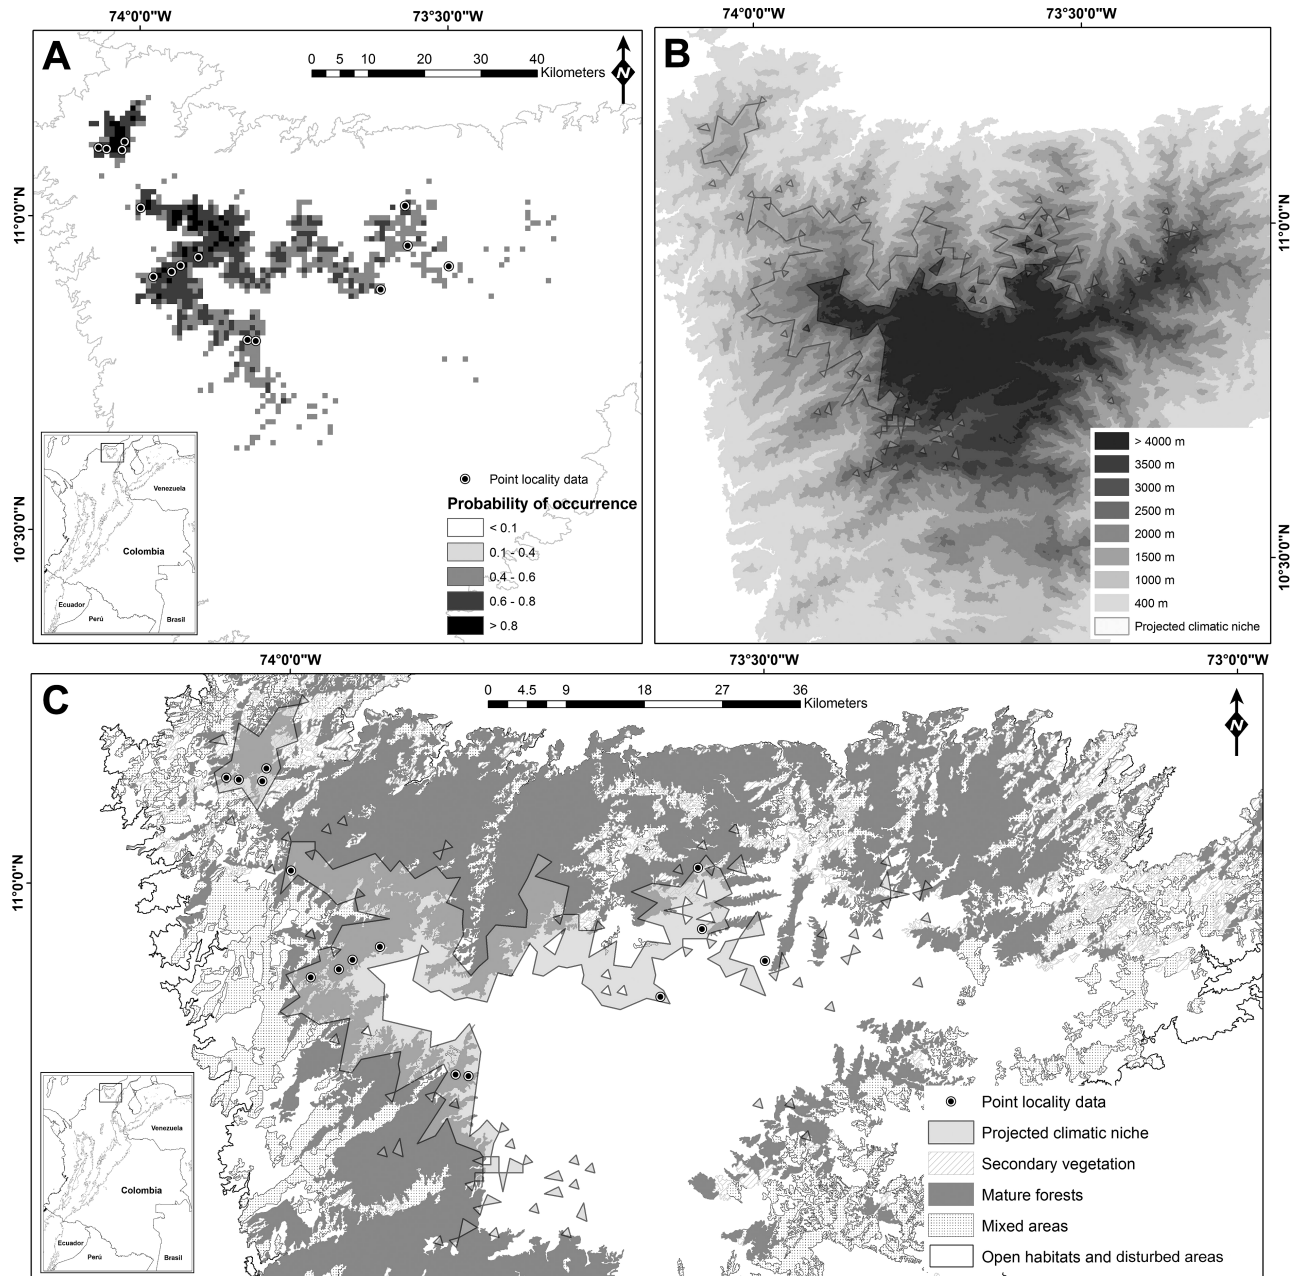 74°0'0"W
73°30'0"W
A
0 5 10 20 30 40
Kilometers
N
11°0'0"N
10°30'0"N
Point locality data
Probability of occurrence
< 0.1
0.1 - 0.4
0.4 - 0.6
0.6 - 0.8
> 0.8
Venezuela
Colombia
Ecuador
Perú
Brasil
74°0'0"W
73°30'0"W
B
11°0'0"N
10°30'0"N
> 4000 m
3500 m
3000 m
2500 m
2000 m
1500 m
1000 m
400 m
Projected climatic niche
74°0'0"W
73°30'0"W
73°0'0"W
C
0 4.5 9 18 27 36
Kilometers
N
11°0'0"N
Venezuela
Colombia
Ecuador
Perú
Brasil
Point locality data
Projected climatic niche
Secondary vegetation
Mature forests
Mixed areas
Open habitats and disturbed areas